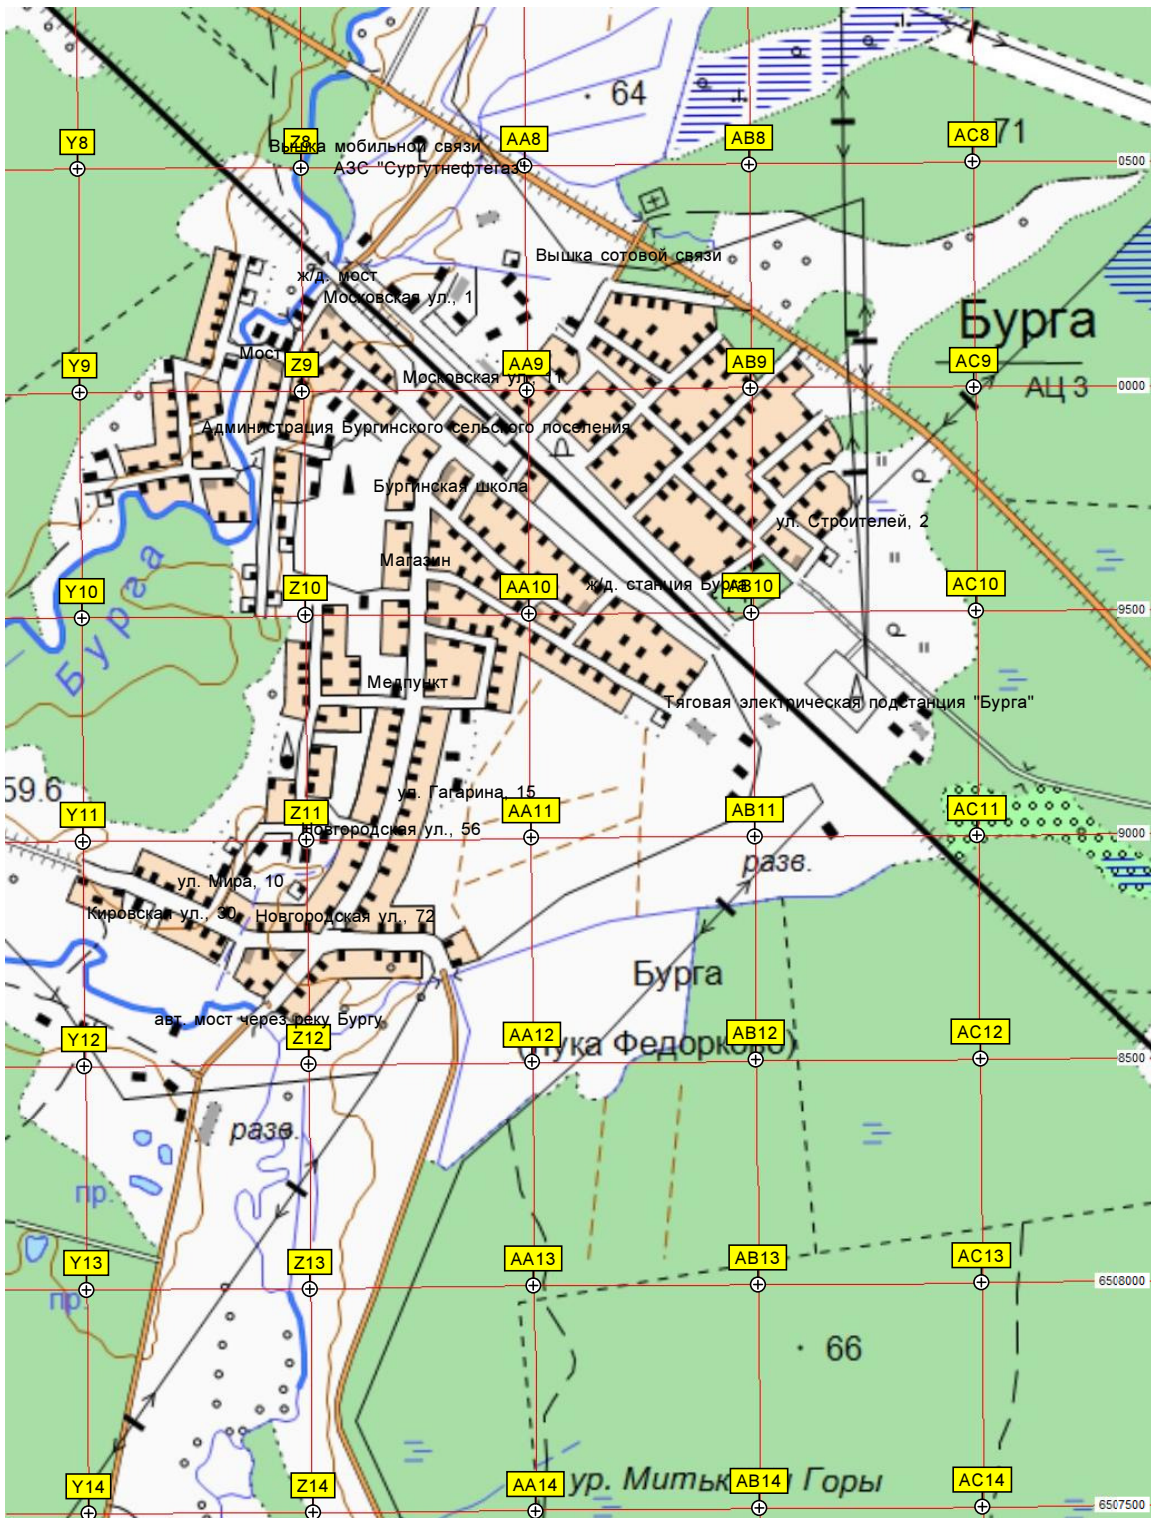 64
71
Y8
Z8
Вышка мобильной связи
АЗС "Сургутнефтегаз"
AA8
AB8
AC8
0500
Вышка сотовой связи
ж/д. мост
Московская ул., 1
Бурга
АЦ 3
Мост
Y9
Z9
Московская ул., 11
AA9
AB9
AC9
0000
Администрация Бургинского сельского поселения
Бургинская школа
ул. Строителей, 2
Магазин
Бурга
Y10
Z10
AA10
ж/д. станция Бурга
AB10
AC10
9500
Медпункт
Тяговая электрическая подстанция "Бурга"
59.6
ул. Гагарина, 15
Y11
Z11
Новгородская ул., 56
AA11
AB11
AC11
9000
разв.
ул. Мира, 10
Кировская ул., 30
Новгородская ул., 72
Бурга
авт. мост через реку Бургу
Y12
Z12
AA12
AB12
AC12
8500
Федорково)
разв.
пр.
Y13
Z13
AA13
AB13
AC13
6508000
пр.
66
ур.
Горы
Y14
Z14
AA14
AB14
AC14
6507500